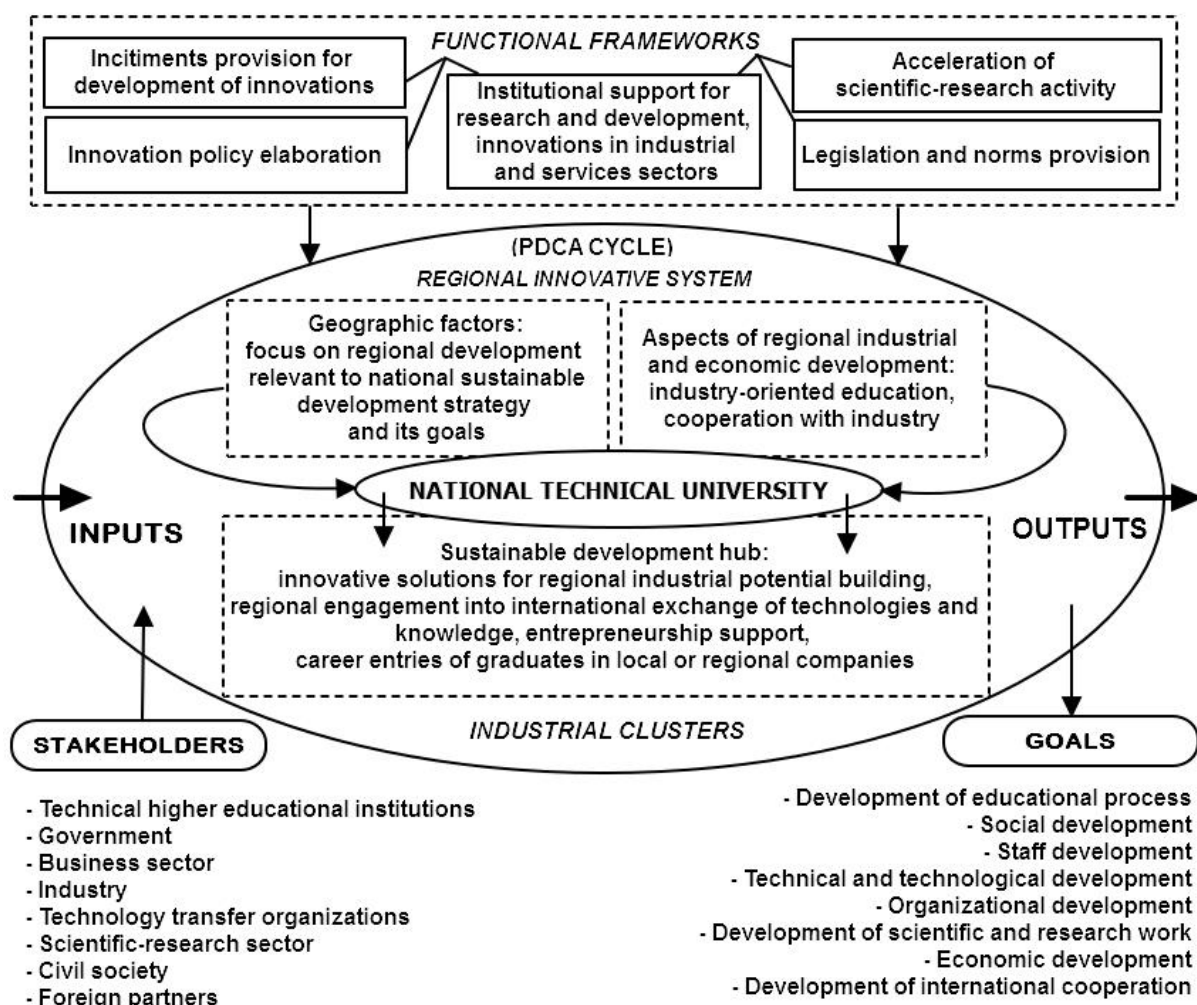 FUNCTIONAL FRAMEWORKS
Incitiments provision for
development of innovations
Innovation policy elaboration
Institutional support for
research and development,
innovations in industrial
and services sectors
Acceleration of
scientific-research activity
Legislation and norms provision
(PDCA CYCLE)
REGIONAL INNOVATIVE SYSTEM
Geographic factors:
focus on regional development
relevant to national sustainable
development strategy
and its goals
Aspects of regional industrial
and economic development:
industry-oriented education,
cooperation with industry
NATIONAL TECHNICAL UNIVERSITY
INPUTS
OUTPUTS
Sustainable development hub:
innovative solutions for regional industrial potential building,
regional engagement into international exchange of technologies and
knowledge, entrepreneurship support,
career entries of graduates in local or regional companies
INDUSTRIAL CLUSTERS
STAKEHOLDERS
- Technical higher educational institutions
- Government
- Business sector
- Industry
- Technology transfer organizations
- Scientific-research sector
- Civil society
- Foreign partners
GOALS
- Development of educational process
- Social development
- Staff development
- Technical and technological development
- Organizational development
- Development of scientific and research work
- Economic development
- Development of international cooperation